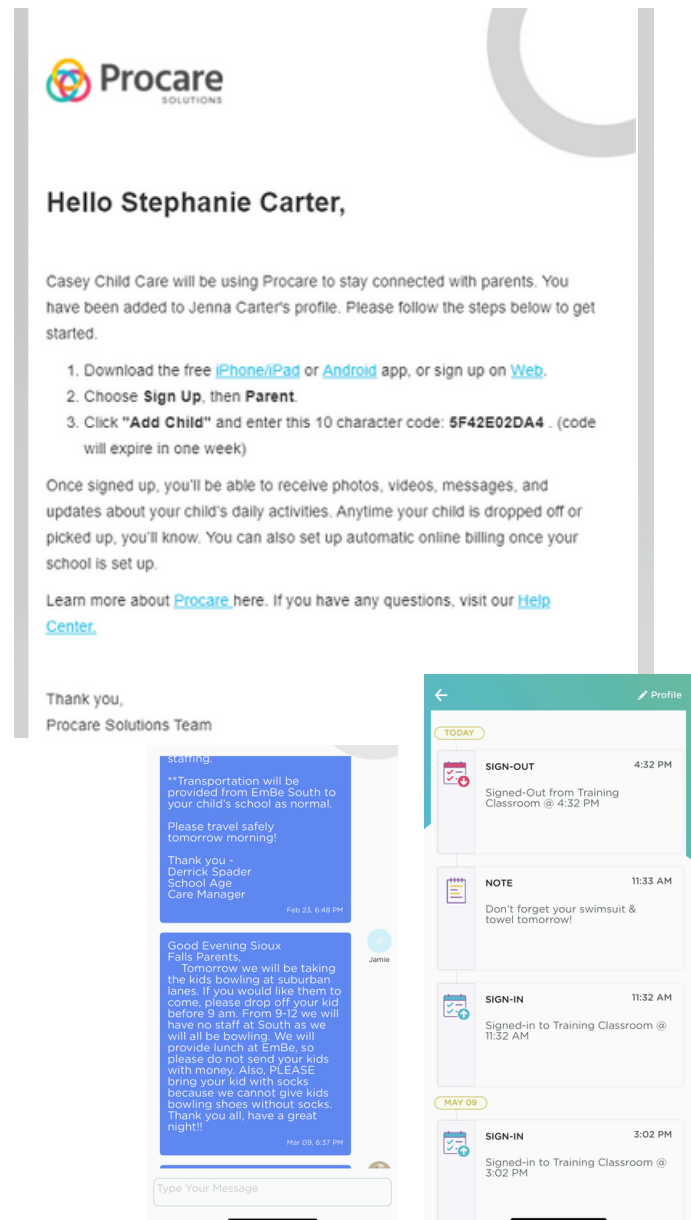 Procare
SOLUTIONS
Hello Stephanie Carter,
Casey Child Care will be using Procare to stay connected with parents. You
have been added to Jenna Carter's profile. Please follow the steps below to get
started.
1. Download the free iPhone/iPad or Android app, or sign up on Web.
2. Choose Sign Up, then Parent.
3. Click "Add Child" and enter this 10 character code: 5F42E02DA4 . (code
will expire in one week)
Once signed up, you'll be able to receive photos, videos, messages, and
updates about your child's daily activities. Anytime your child is dropped off or
picked up, you'll know. You can also set up automatic online billing once your
school is set up.
Learn more about Procare here. If you have any questions, visit our Help
Center.
Thank you,
Procare Solutions Team
staffing.
**Transportation will be
provided from EmBe South to
your child's school as normal.
Please travel safely
tomorrow morning!
Thank you -
Derrick Spader
School Age
Care Manager
Feb 23, 6:48 PM
JF
Jamie
Good Evening Sioux
Falls Parents,
Tomorrow we will be taking
the kids bowling at suburban
lanes. If you would like them to
come, please drop off your kid
before 9 am. From 9-12 we will
have no staff at South as we
will all be bowling. We will
provide lunch at EmBe, so
please do not send your kids
with money. Also, PLEASE
bring your kid with socks
because we cannot give kids
bowling shoes without socks.
Thank you all, have a great
night!!
Mar 09, 6:37 PM
Type Your Message
Profile
TODAY
SIGN-OUT
4:32 PM
Signed-Out from Training
Classroom @ 4:32 PM
NOTE
11:33 AM
Don't forget your swimsuit &
towel tomorrow!
SIGN-IN
11:32 AM
Signed-in to Training Classroom @
11:32 AM
MAY 09
SIGN-IN
3:02 PM
Signed-in to Training Classroom @
3:02 PM